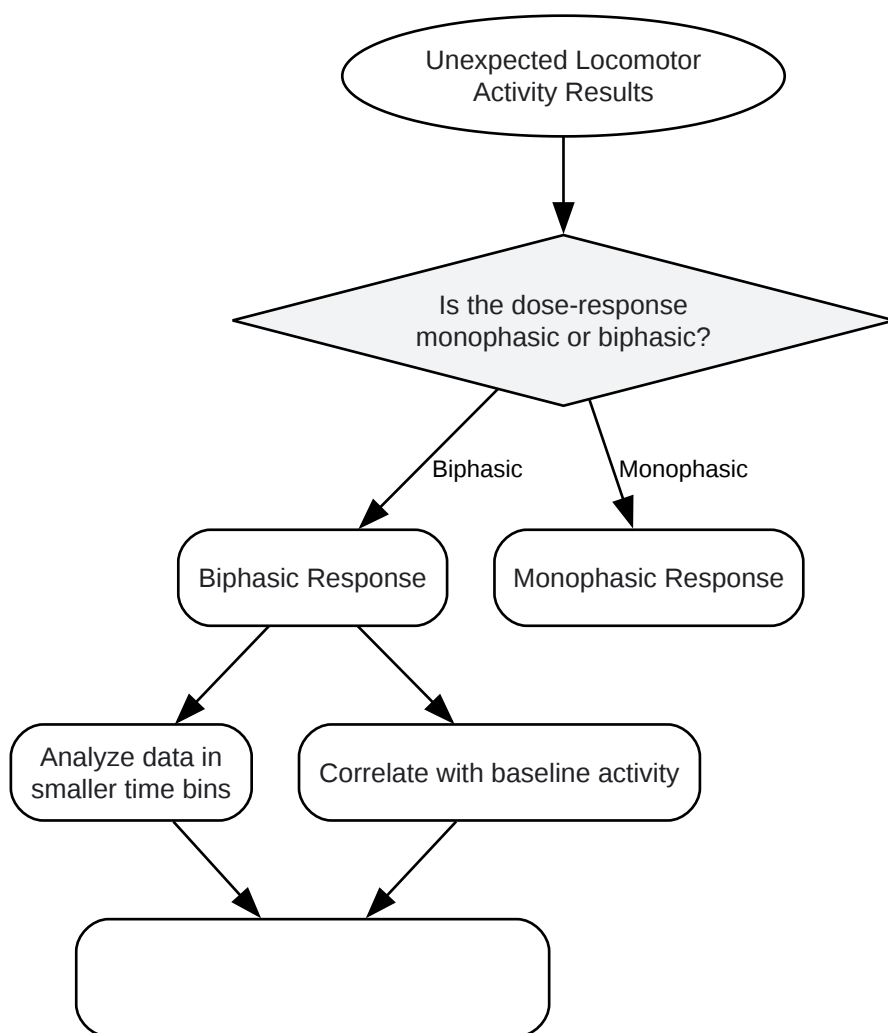 Unexpected Locomotor
Activity Results
Is the dose-response
monophasic or biphasic?
Biphasic
Monophasic
Biphasic Response
Monophasic Response
Analyze data in
smaller time bins
Correlate with baseline activity